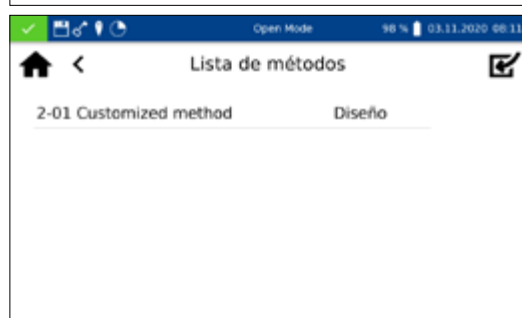 Open Mode 98 % 03.11.2020 08:11
Lista de métodos
2-01 Customized method Diseño